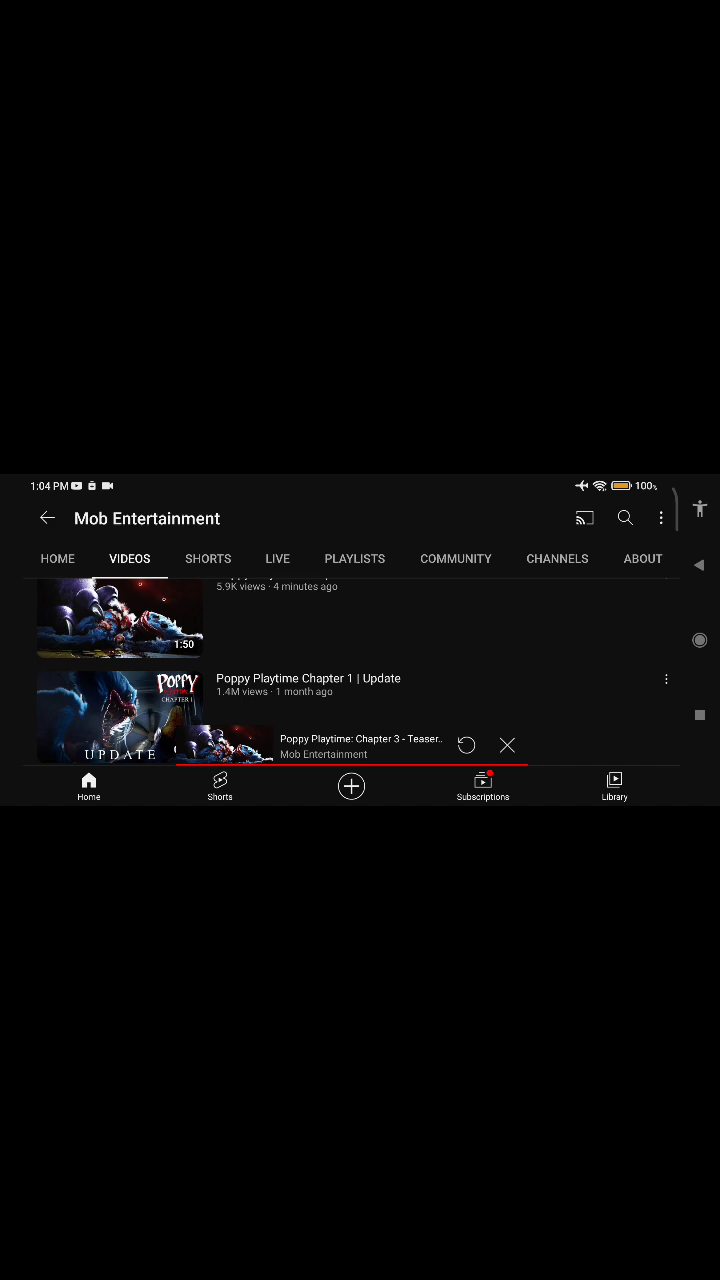 1:04 PM
100%
Mob Entertainment
HOME VIDEOS SHORTS LIVE PLAYLISTS COMMUNITY CHANNELS ABOUT
5.9K views · 4 minutes ago
1:50
Poppy Playtime Chapter 1 | Update
1.4M views · 1 month ago
POPPY
CHAPTER 1
UPDATE
Poppy Playtime: Chapter 3 - Teaser..
Mob Entertainment
Home Shorts Subscriptions Library